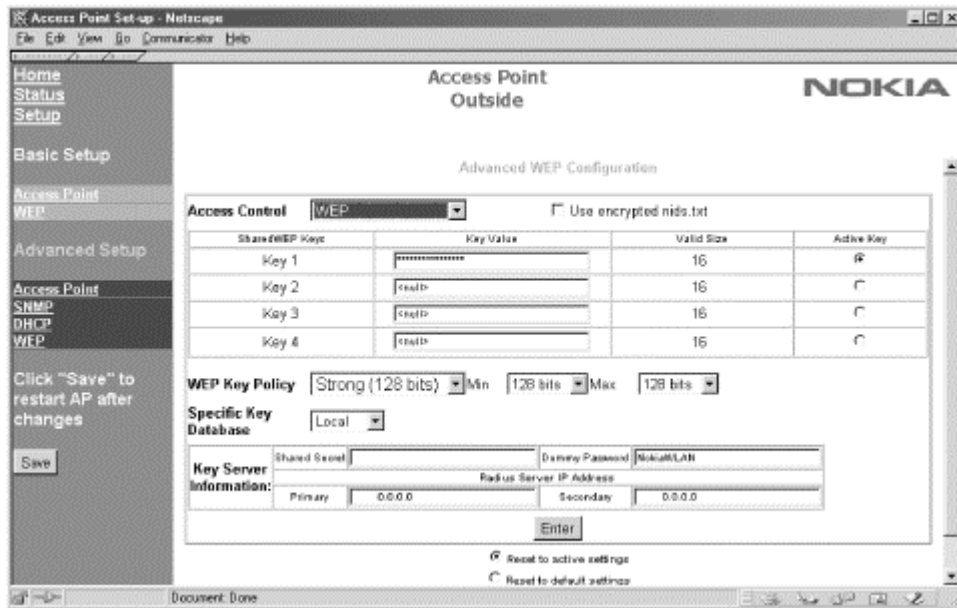 Access Point Set-up - Netscape
File Edit View Go Communicator Help
Home
Status
Setup
Basic Setup
Access Point
WEP
Advanced Setup
Access Point
SNMP
DHCP
WEP
Click "Save" to
restart AP after
changes
Save
Access Point
Outside
NOKIA
Advanced WEP Configuration
Access Control WEP Use encrypted nids.txt
Shared WEP Keys Key Value Valid Size Active Key
Key 1 **************** 16
Key 2 <null> 16
Key 3 <null> 16
Key 4 <null> 16
WEP Key Policy Strong (128 bits) Min 128 bits Max 128 bits
Specific Key
Database Local
Key Server
Information:
Shared Secret Dummy Password NokiaWLAN
Radius Server IP Address
Primary 0.0.0.0 Secondary 0.0.0.0
Enter
Reset to active settings
Reset to default settings
Document: Done